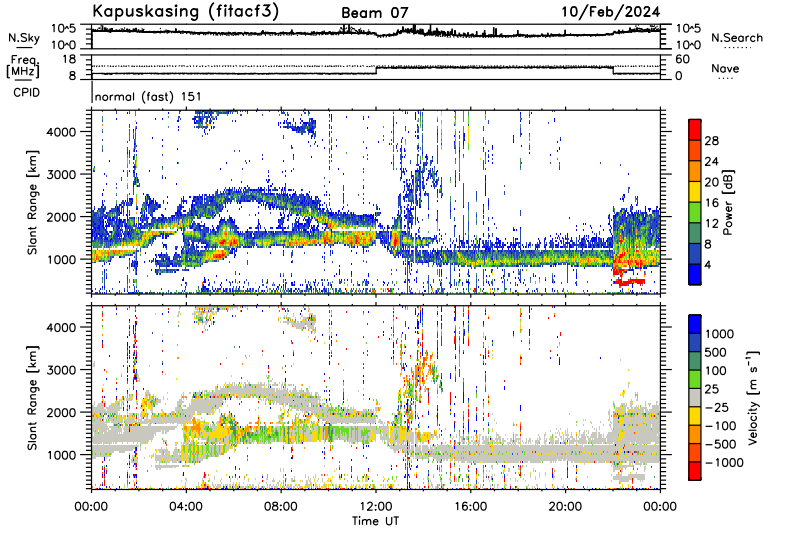 Kapuskasing (fitacf3) Beam 07 10/Feb/2024
N.Sky 10^5 10^0 10^5 10^0 N.Search
Freq. [MHz] 18 8 60 0 Nave
CPID normal (fast) 151
Slant Range [km] 4000 3000 2000 1000
Power [dB] 28 24 20 16 12 8 4
Slant Range [km] 4000 3000 2000 1000
Velocity [m s^-1] 1000 500 100 25 -25 -100 -500 -1000
00:00 04:00 08:00 12:00 16:00 20:00 00:00
Time UT